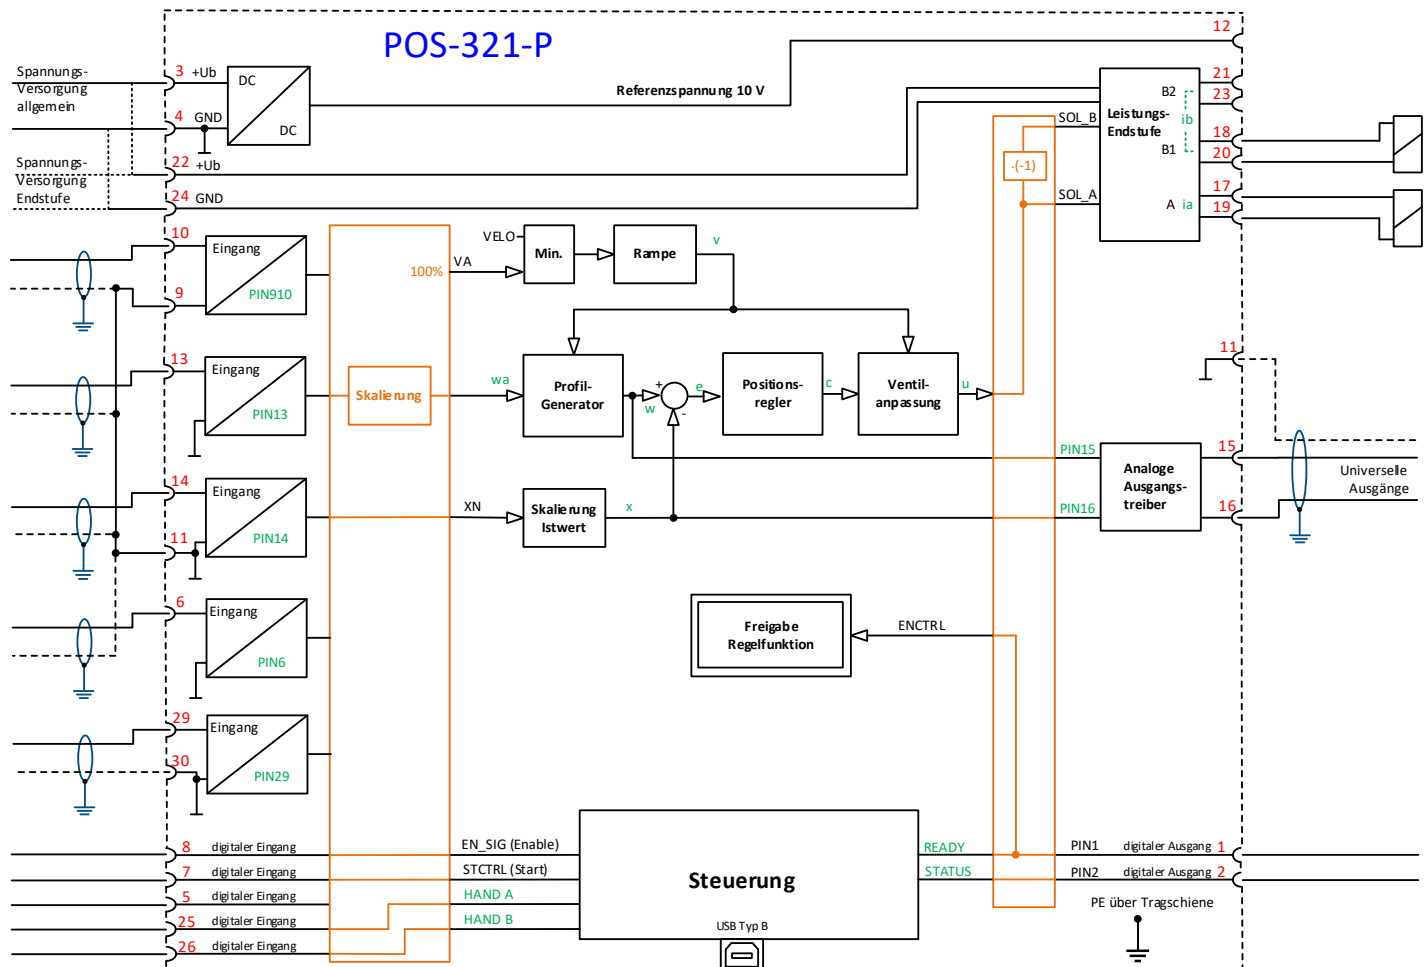 POS-321-P
12
Spannungs-
Versorgung
allgemein
3 +Ub
DC
DC
4 GND
Referenzspannung 10 V
Spannungs-
Versorgung
Endstufe
22 +Ub
24 GND
SOL_B
·(-1)
SOL_A
Leistungs-
Endstufe
B2
ib
B1
A ia
21
23
18
20
17
19
10
Eingang
PIN910
9
100%
VA
VELO
Min.
Rampe
v
13
Eingang
PIN13
Skalierung
wa
Profil-
Generator
+
w
-
e
Positions-
regler
c
Ventil-
anpassung
u
11
14
Eingang
PIN14
11
XN
Skalierung
Istwert
x
PIN15
PIN16
Analoge
Ausgangs-
treiber
15
16
Universelle
Ausgänge
6
Eingang
PIN6
Freigabe
Regelfunktion
ENCTRL
29
Eingang
PIN29
30
8 digitaler Eingang
EN_SIG (Enable)
7 digitaler Eingang
STCTRL (Start)
5 digitaler Eingang
HAND A
25 digitaler Eingang
HAND B
26 digitaler Eingang
Steuerung
USB Typ B
READY
STATUS
PIN1 digitaler Ausgang 1
PIN2 digitaler Ausgang 2
PE über Tragschiene